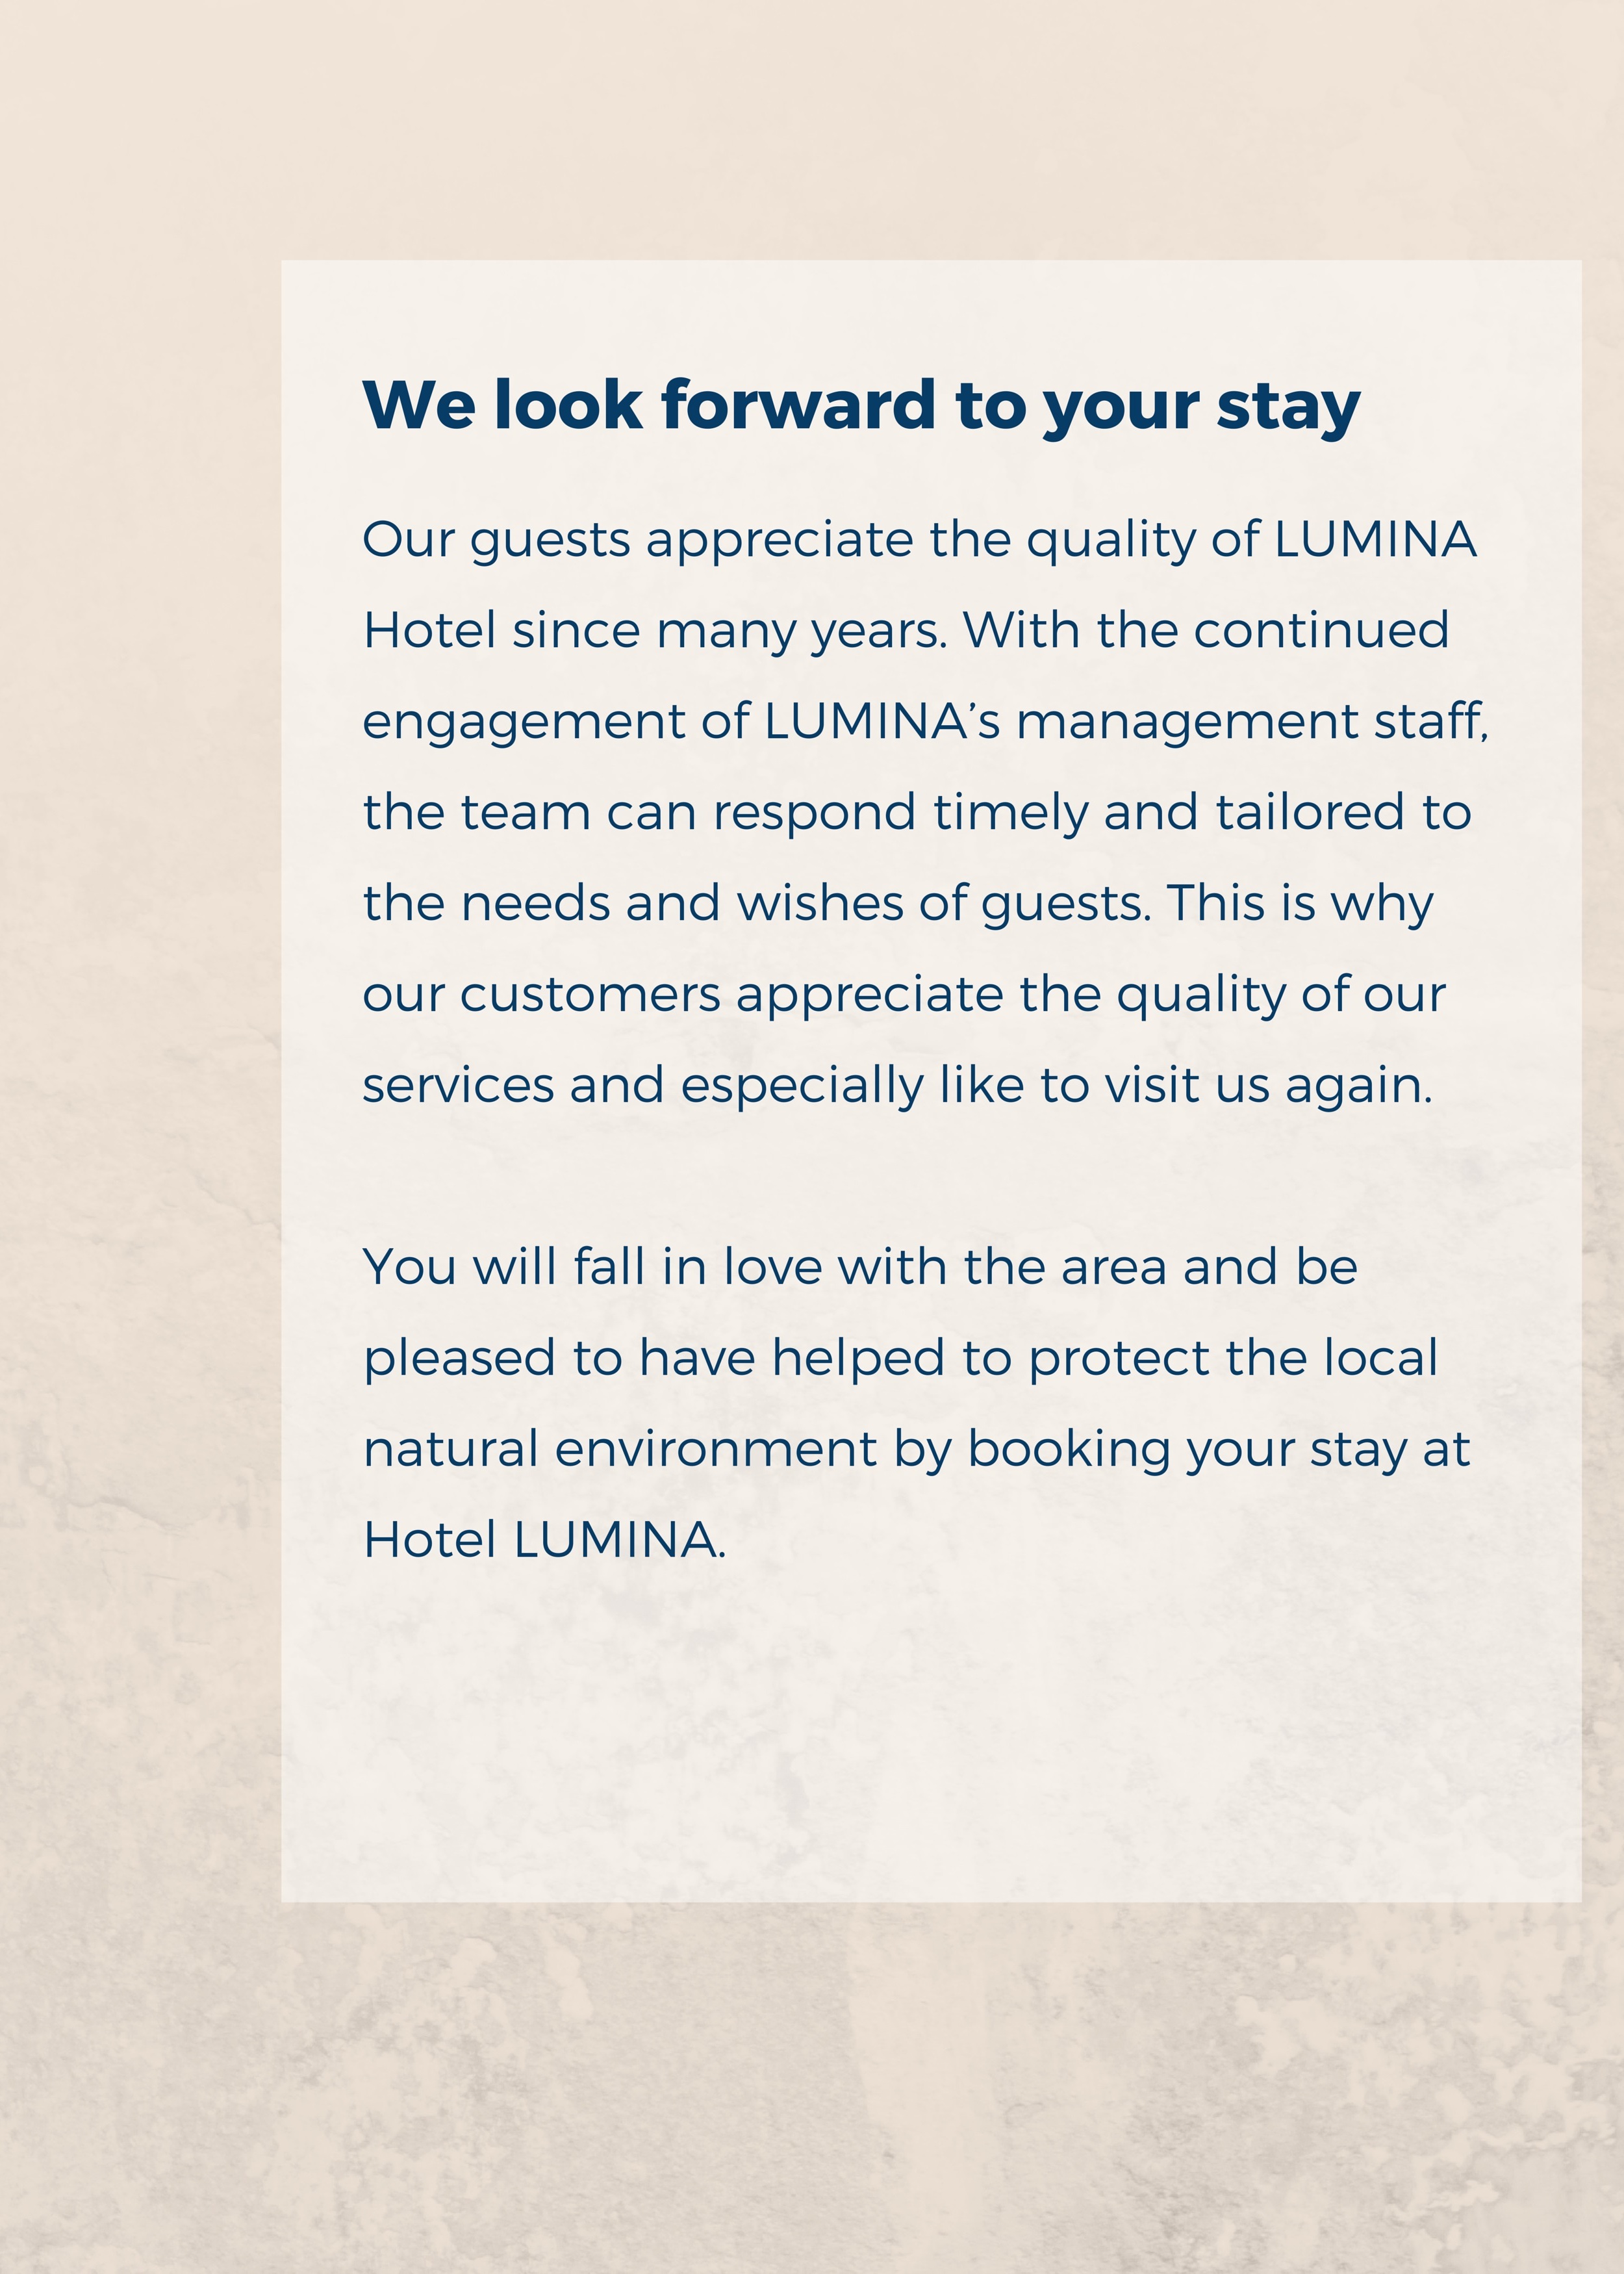 We look forward to your stay
Our guests appreciate the quality of LUMINA
Hotel since many years. With the continued
engagement of LUMINA’s management staff,
the team can respond timely and tailored to
the needs and wishes of guests. This is why
our customers appreciate the quality of our
services and especially like to visit us again.
You will fall in love with the area and be
pleased to have helped to protect the local
natural environment by booking your stay at
Hotel LUMINA.